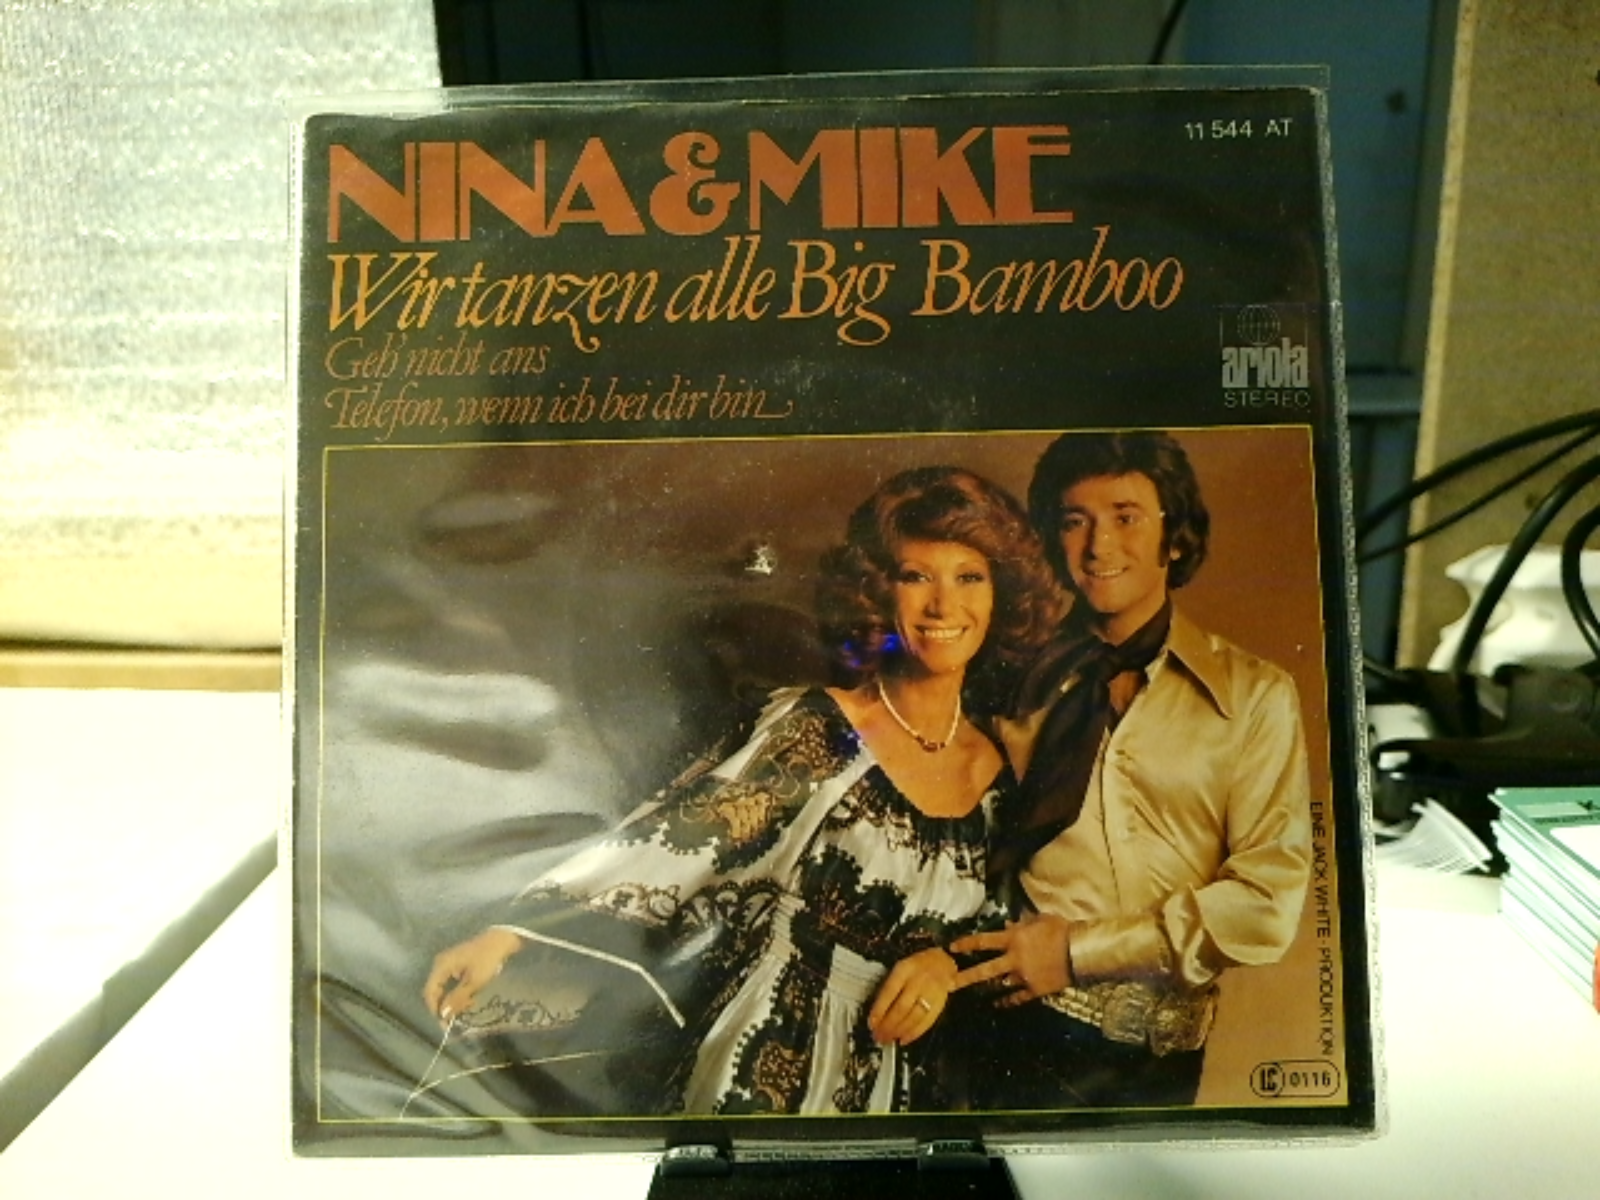 NINA & MIKE
11 544 AT
Wir tanzen alle Big Bamboo
Geh' nicht ans
Telefon, wenn ich bei dir bin
ariola
STEREO
EINE JACK WHITE-PRODUKTION
LC 0116